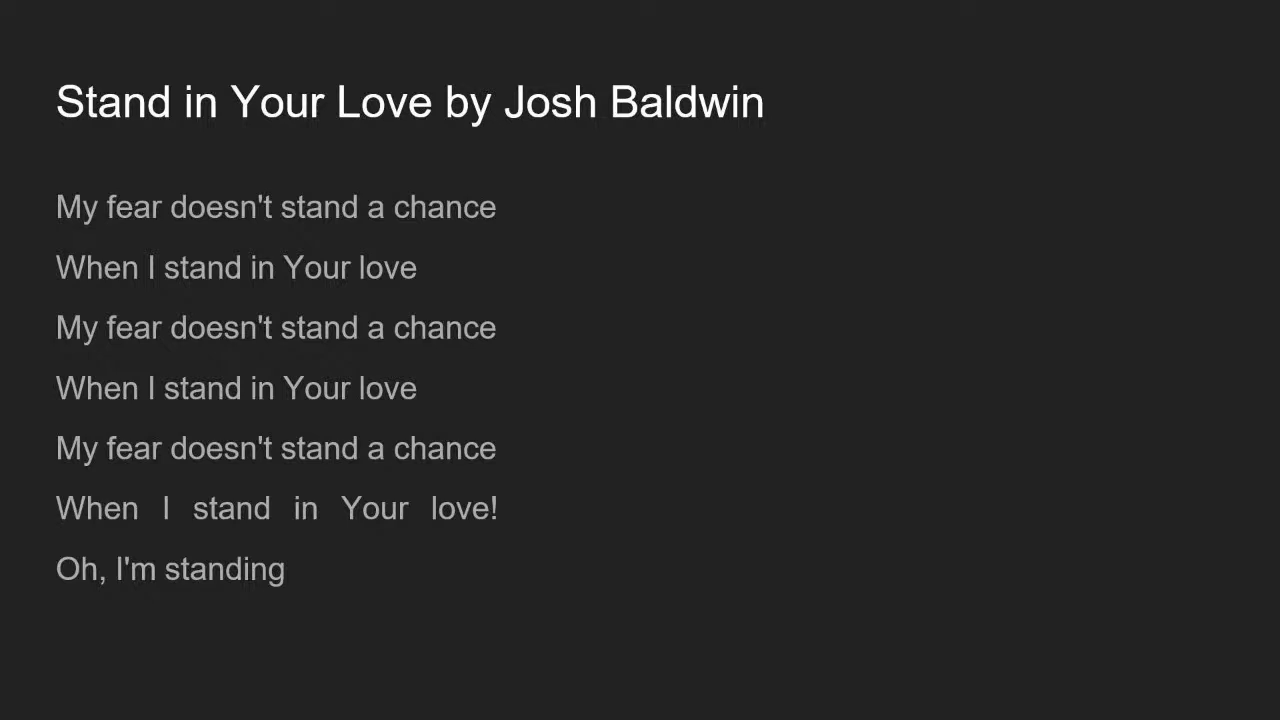 Stand in Your Love by Josh Baldwin
My fear doesn't stand a chance
When I stand in Your love
My fear doesn't stand a chance
When I stand in Your love
My fear doesn't stand a chance
When I stand in Your love!
Oh, I'm standing